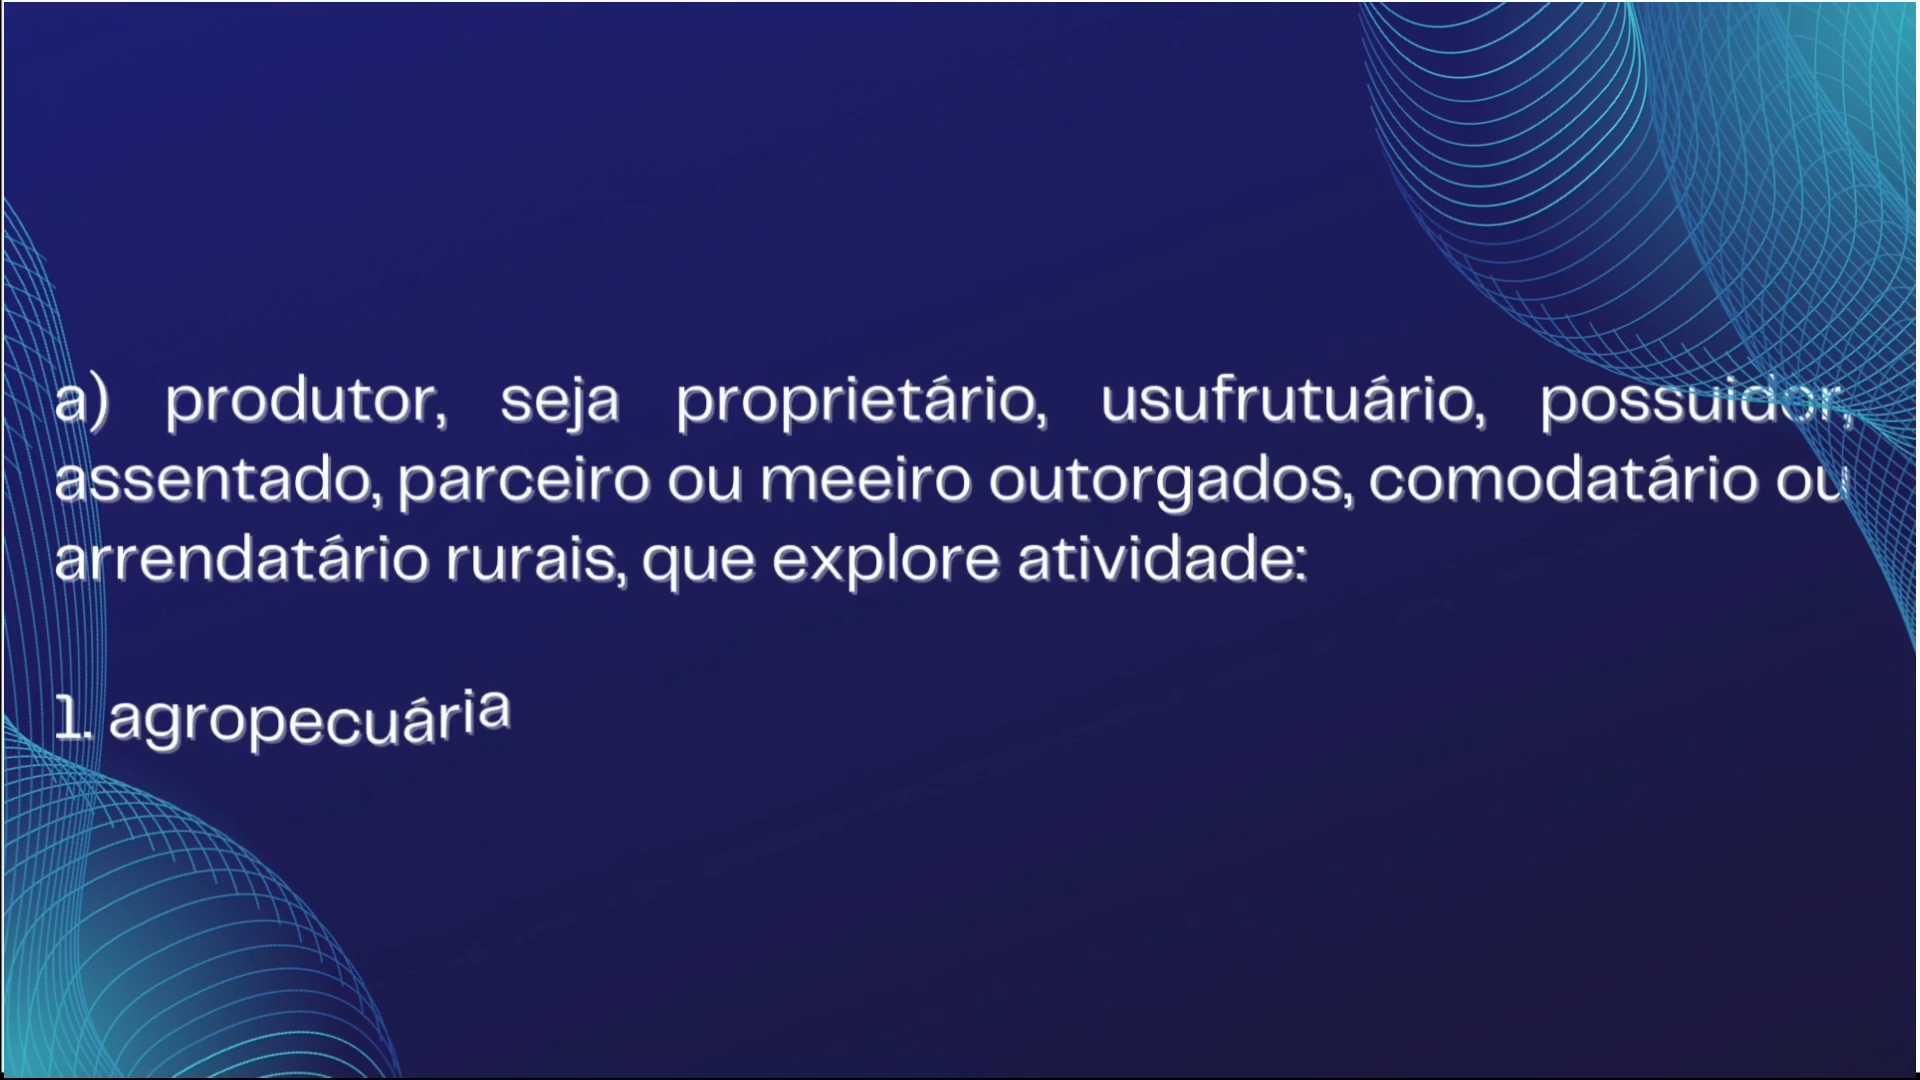 a) produtor, seja proprietário, usufrutuário, possuidor,
assentado, parceiro ou meeiro outorgados, comodatário ou
arrendatário rurais, que explore atividade:
1. agropecuária